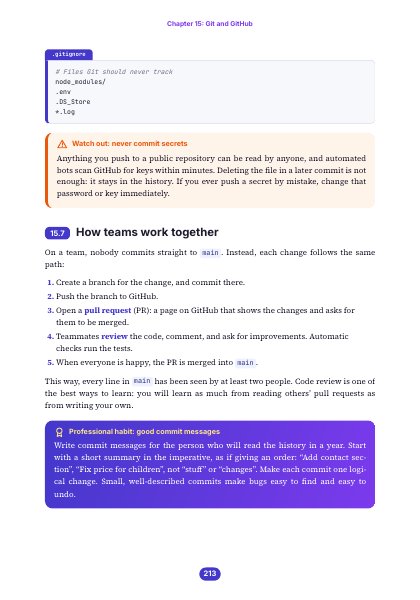 Chapter 15: Git and GitHub
.gitignore
# Files Git should never track
node_modules/
.env
.DS_Store
*.log
Watch out: never commit secrets
Anything you push to a public repository can be read by anyone, and automated
bots scan GitHub for keys within minutes. Deleting the file in a later commit is not
enough: it stays in the history. If you ever push a secret by mistake, change that
password or key immediately.
15.7 How teams work together
On a team, nobody commits straight to main. Instead, each change follows the same
path:
1. Create a branch for the change, and commit there.
2. Push the branch to GitHub.
3. Open a pull request (PR): a page on GitHub that shows the changes and asks for
them to be merged.
4. Teammates review the code, comment, and ask for improvements. Automatic
checks run the tests.
5. When everyone is happy, the PR is merged into main.
This way, every line in main has been seen by at least two people. Code review is one of
the best ways to learn: you will learn as much from reading others’ pull requests as
from writing your own.
Professional habit: good commit messages
Write commit messages for the person who will read the history in a year. Start
with a short summary in the imperative, as if giving an order: “Add contact sec-
tion”, “Fix price for children”, not “stuff” or “changes”. Make each commit one logi-
cal change. Small, well-described commits make bugs easy to find and easy to
undo.
213